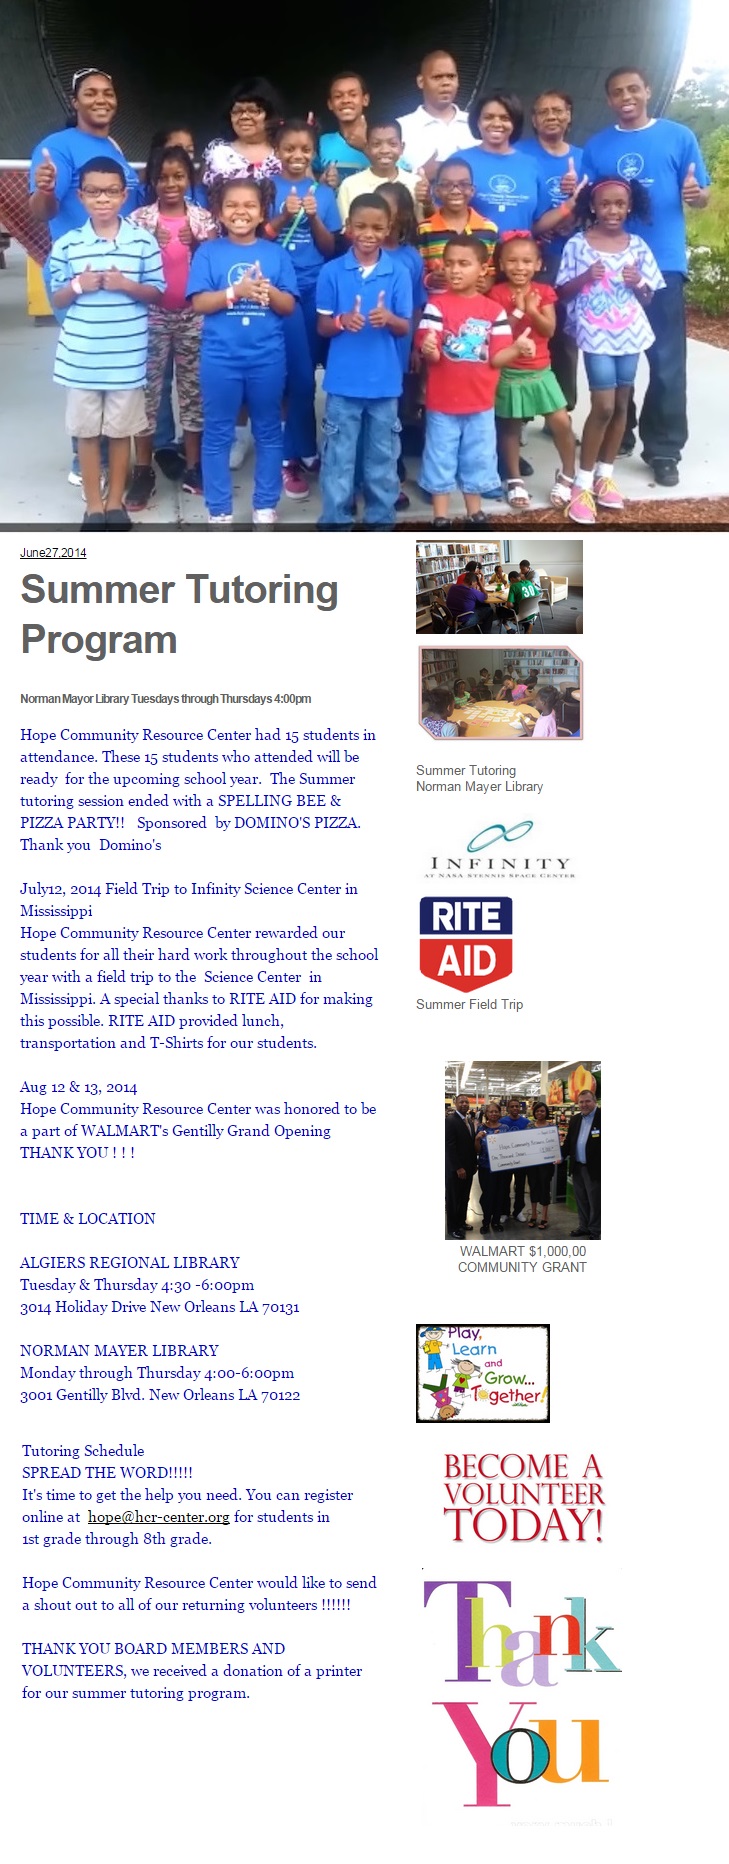 June27,2014
Summer Tutoring
Program
Norman Mayor Library Tuesdays through Thursdays 4:00pm
Hope Community Resource Center had 15 students in
attendance. These 15 students who attended will be
ready for the upcoming school year. The Summer
tutoring session ended with a SPELLING BEE &
PIZZA PARTY!! Sponsored by DOMINO'S PIZZA.
Thank you Domino's
July12, 2014 Field Trip to Infinity Science Center in
Mississippi
Hope Community Resource Center rewarded our
students for all their hard work throughout the school
year with a field trip to the Science Center in
Mississippi. A special thanks to RITE AID for making
this possible. RITE AID provided lunch,
transportation and T-Shirts for our students.
Aug 12 & 13, 2014
Hope Community Resource Center was honored to be
a part of WALMART's Gentilly Grand Opening
THANK YOU ! ! !
TIME & LOCATION
ALGIERS REGIONAL LIBRARY
Tuesday & Thursday 4:30 -6:00pm
3014 Holiday Drive New Orleans LA 70131
NORMAN MAYER LIBRARY
Monday through Thursday 4:00-6:00pm
3001 Gentilly Blvd. New Orleans LA 70122
Tutoring Schedule
SPREAD THE WORD!!!!!
It's time to get the help you need. You can register
online at hope@hcr-center.org for students in
1st grade through 8th grade.
Hope Community Resource Center would like to send
a shout out to all of our returning volunteers !!!!!!
THANK YOU BOARD MEMBERS AND
VOLUNTEERS, we received a donation of a printer
for our summer tutoring program.
30
Summer Tutoring
Norman Mayer Library
INFINITY
AT NASA STENNIS SPACE CENTER
RITE
AID
Summer Field Trip
Hope Community Resource Center
WALMART $1,000,00
COMMUNITY GRANT
Play,
Learn
and
Grow...
Together!
BECOME A
VOLUNTEER
TODAY!
Thank
You